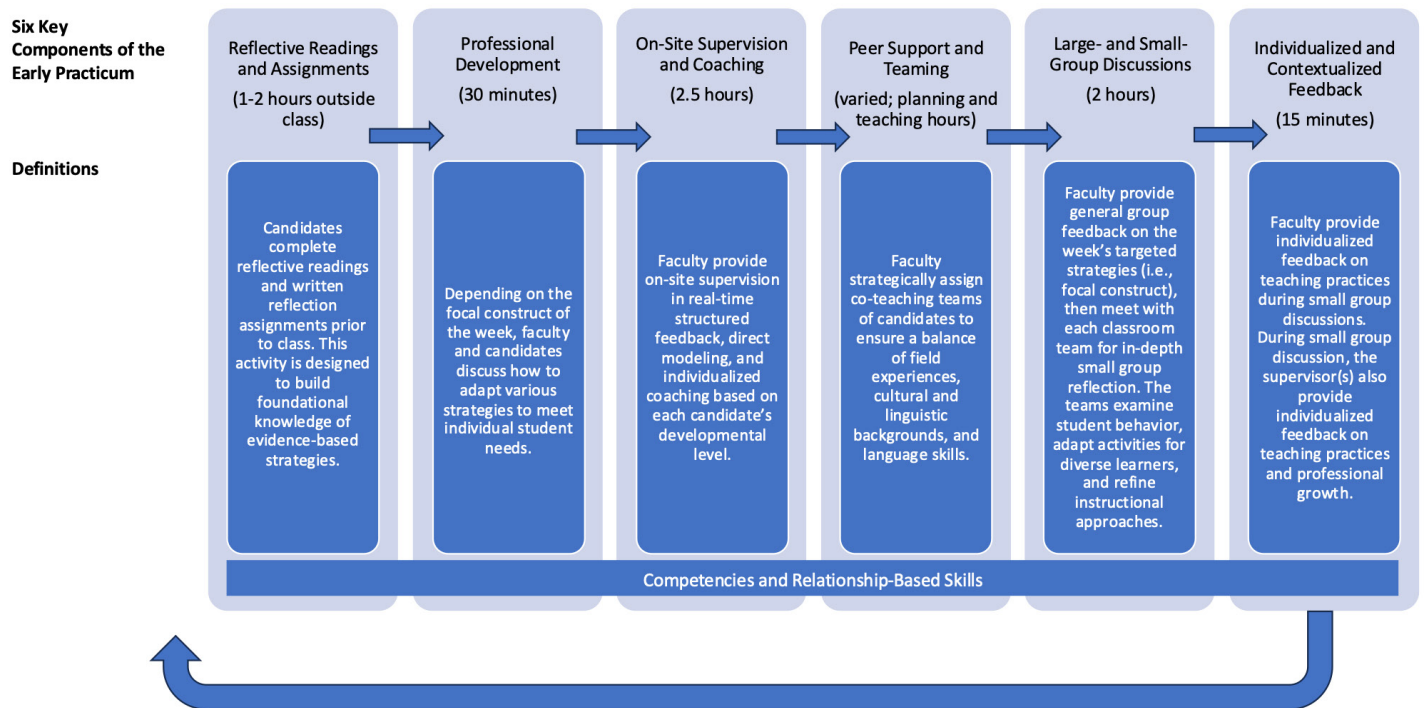 Six Key
Components of the
Early Practicum
Reflective Readings
and Assignments
(1-2 hours outside
class)
Professional
Development
(30 minutes)
On-Site Supervision
and Coaching
(2.5 hours)
Peer Support and
Teaming
(varied; planning and
teaching hours)
Large- and Small-
Group Discussions
(2 hours)
Individualized and
Contextualized
Feedback
(15 minutes)
Definitions
Candidates
complete
reflective readings
and written
reflection
assignments prior
to class. This
activity is designed
to build
foundational
knowledge of
evidence-based
strategies.
Depending on the
focal construct of
the week, faculty
and candidates
discuss how to
adapt various
strategies to meet
individual student
needs.
Faculty provide
on-site supervision
in real-time
structured
feedback, direct
modeling, and
individualized
coaching based on
each candidate’s
developmental
level.
Faculty
strategically assign
co-teaching teams
of candidates to
ensure a balance
of field
experiences,
cultural and
linguistic
backgrounds, and
language skills.
Faculty provide
general group
feedback on the
week’s targeted
strategies (i.e.,
focal construct),
then meet with
each classroom
team for in-depth
small group
reflection. The
teams examine
student behavior,
adapt activities for
diverse learners,
and refine
instructional
approaches.
Faculty provide
individualized
feedback on
teaching practices
during small group
discussions.
During small group
discussion, the
supervisor(s) also
provide
individualized
feedback on
teaching practices
and professional
growth.
Competencies and Relationship-Based Skills